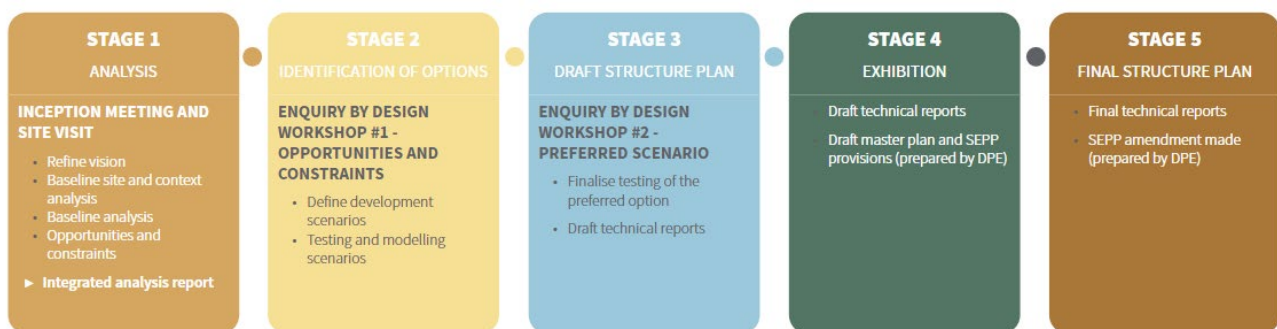 STAGE 1
ANALYSIS
INCEPTION MEETING AND
SITE VISIT
• Refine vision
• Baseline site and context
analysis
• Baseline analysis
• Opportunities and
constraints
► Integrated analysis report
STAGE 2
IDENTIFICATION OF OPTIONS
ENQUIRY BY DESIGN
WORKSHOP #1 -
OPPORTUNITIES AND
CONSTRAINTS
• Define development
scenarios
• Testing and modelling
scenarios
STAGE 3
DRAFT STRUCTURE PLAN
ENQUIRY BY DESIGN
WORKSHOP #2 -
PREFERRED SCENARIO
• Finalise testing of the
preferred option
• Draft technical reports
STAGE 4
EXHIBITION
Draft technical reports
Draft master plan and SEPP
provisions (prepared by DPE)
STAGE 5
FINAL STRUCTURE PLAN
• Final technical reports
• SEPP amendment made
(prepared by DPE)